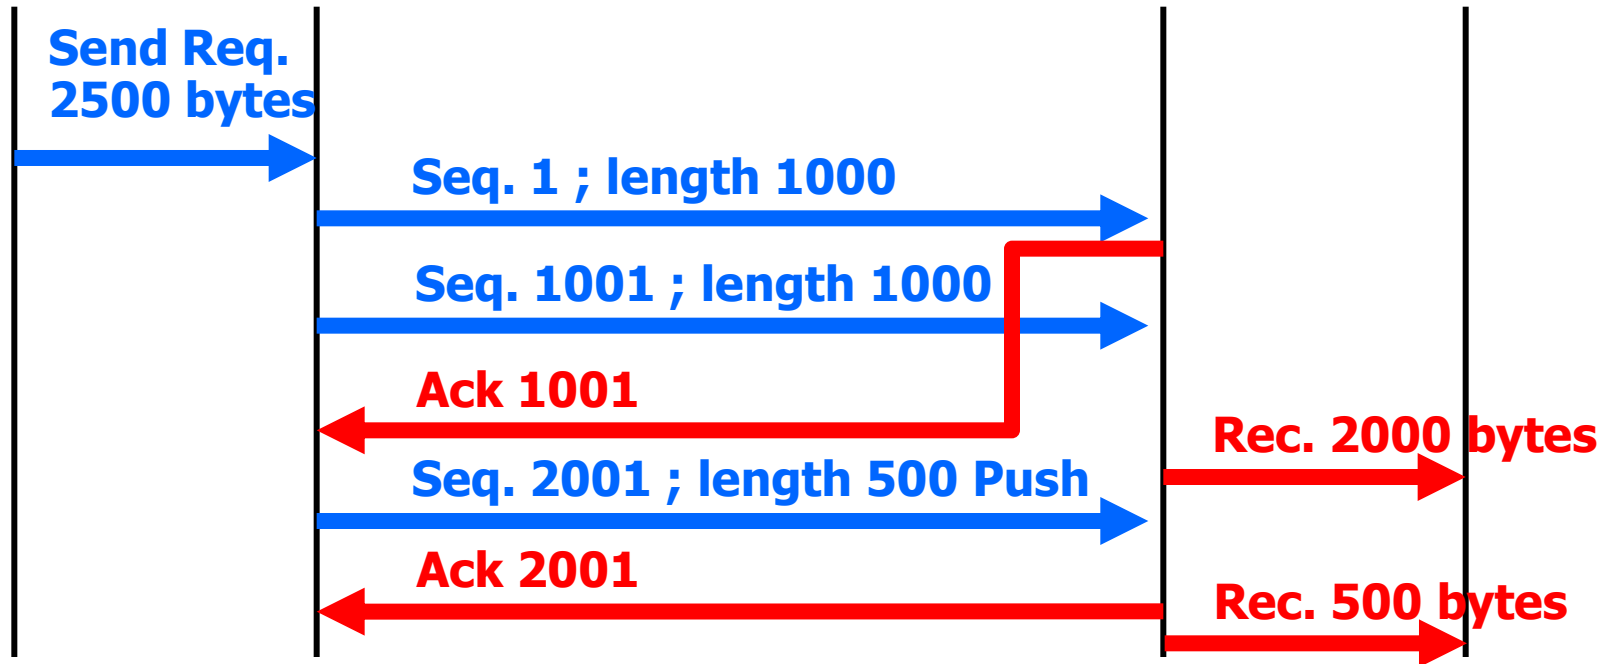 Send Req.
2500 bytes
Seq. 1 ; length 1000
Seq. 1001 ; length 1000
Ack 1001
Rec. 2000 bytes
Seq. 2001 ; length 500 Push
Ack 2001
Rec. 500 bytes